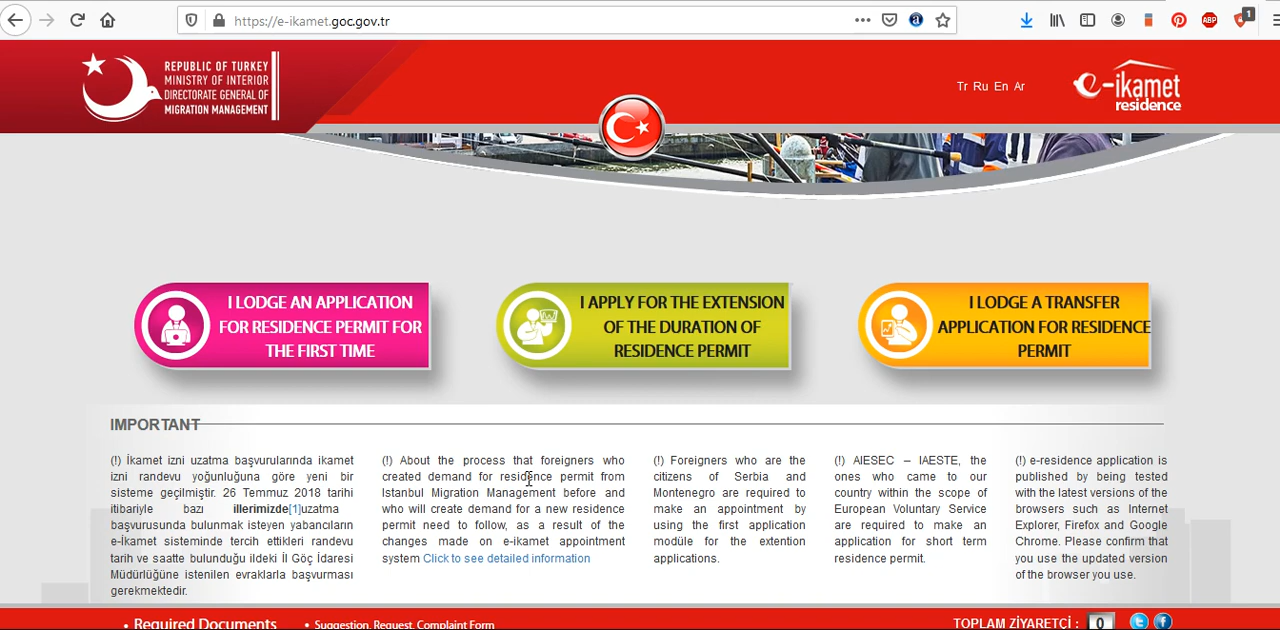 https://e-ikamet.goc.gov.tr
ABP
1
REPUBLIC OF TURKEY
MINISTRY OF INTERIOR
DIRECTORATE GENERAL OF
MIGRATION MANAGEMENT
Tr Ru En Ar
e-ikamet
residence
I LODGE AN APPLICATION
FOR RESIDENCE PERMIT FOR
THE FIRST TIME
I APPLY FOR THE EXTENSION
OF THE DURATION OF
RESIDENCE PERMIT
I LODGE A TRANSFER
APPLICATION FOR RESIDENCE
PERMIT
IMPORTANT
(!) İkamet izni uzatma başvurularında ikamet
izni randevu yoğunluğuna göre yeni bir
sisteme geçilmiştir. 26 Temmuz 2018 tarihi
itibariyle bazı illerimizde[1]uzatma
başvurusunda bulunmak isteyen yabancıların
e-İkamet sisteminde tercih ettikleri randevu
tarih ve saatte bulunduğu ildeki İl Göç İdaresi
Müdürlüğüne istenilen evraklarla başvurması
gerekmektedir.
(!) About the process that foreigners who
created demand for residence permit from
Istanbul Migration Management before and
who will create demand for a new residence
permit need to follow, as a result of the
changes made on e-ikamet appointment
system Click to see detailed information
(!) Foreigners who are the
citizens of Serbia and
Montenegro are required to
make an appointment by
using the first application
module for the extention
applications.
(!) AIESEC – IAESTE, the
ones who came to our
country within the scope of
European Voluntary Service
are required to make an
application for short term
residence permit.
(!) e-residence application is
published by being tested
with the latest versions of the
browsers such as Internet
Explorer, Firefox and Google
Chrome. Please confirm that
you use the updated version
of the browser you use.
• Required Documents
• Suggestion, Request, Complaint Form
TOPLAM ZİYARETÇİ : 0